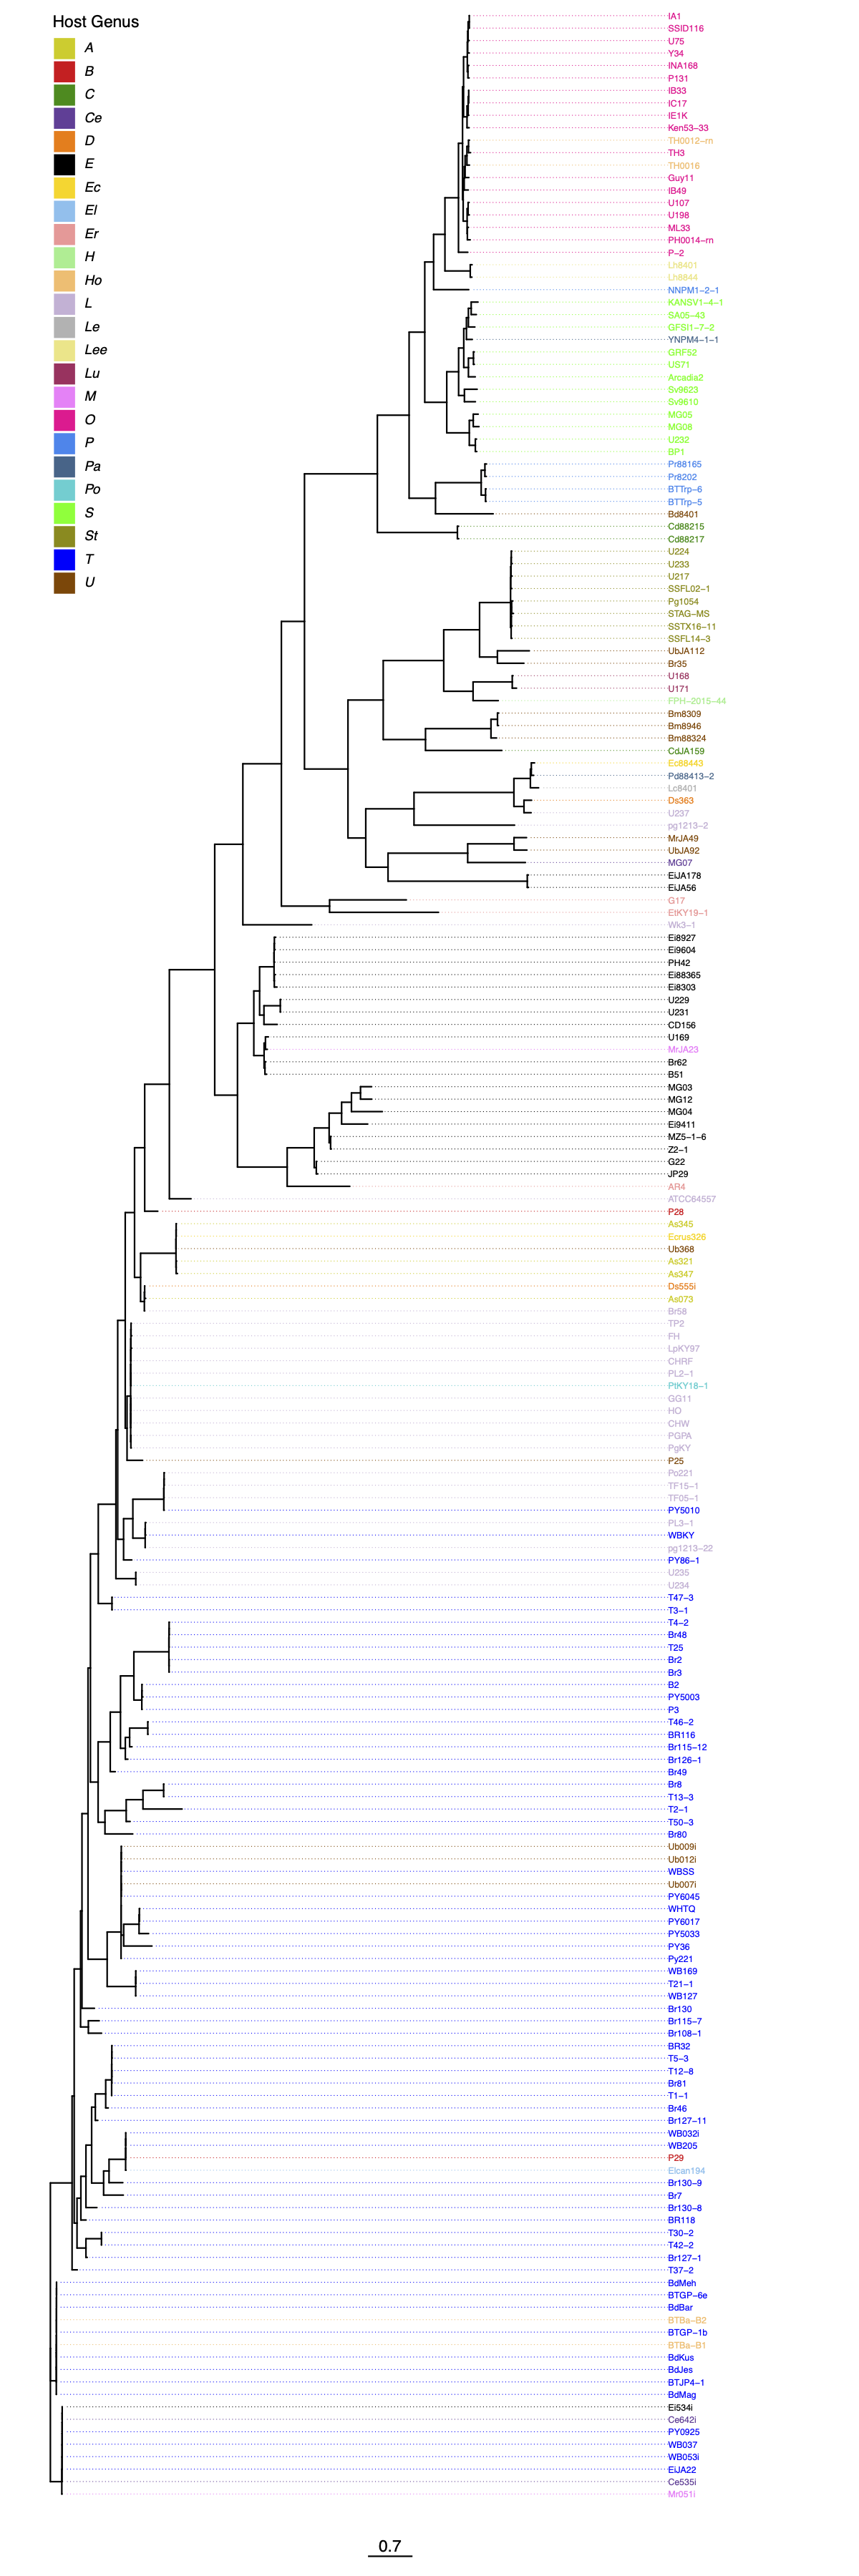 Host Genus
A
B
C
Ce
D
E
Ec
El
Er
H
Ho
L
Le
Lee
Lu
M
O
P
Pa
Po
S
St
T
U
IA1
SSID116
U75
Y34
INA168
P131
IB33
IC17
IE1K
Ken53-33
TH0012-rn
TH3
TH0016
Guy11
IB49
U107
U198
ML33
PH0014-rn
P-2
Lh8401
Lh8844
NNPM1-2-1
KANSV1-4-1
SA05-43
GFSI1-7-2
YNPM4-1-1
GRF52
US71
Arcadia2
Sv9623
Sv9610
MG05
MG08
U232
BP1
Pr88165
Pr8202
BTTrp-6
BTTrp-5
Bd8401
Cd88215
Cd88217
U224
U233
U217
SSFL02-1
Pg1054
STAG-MS
SSTX16-11
SSFL14-3
UbJA112
Br35
U168
U171
FPH-2015-44
Bm8309
Bm8946
Bm88324
CdJA159
Ec88443
Pd88413-2
Lc8401
Ds363
U237
pg1213-2
MrJA49
UbJA92
MG07
EiJA178
EiJA56
G17
EtKY19-1
Wk3-1
Ei8927
Ei9604
PH42
Ei88365
Ei8303
U229
U231
CD156
U169
MrJA23
Br62
B51
MG03
MG12
MG04
Ei9411
MZ5-1-6
Z2-1
G22
JP29
AR4
ATCC64557
P28
As345
Ecrus326
Ub368
As321
As347
Ds555i
As073
Br58
TP2
FH
LpKY97
CHRF
PL2-1
PtKY18-1
GG11
HO
CHW
PGPA
PgKY
P25
Po221
TF15-1
TF05-1
PY5010
PL3-1
WBKY
pg1213-22
PY86-1
U235
U234
T47-3
T3-1
T4-2
Br48
T25
Br2
Br3
B2
PY5003
P3
T46-2
BR116
Br115-12
Br126-1
Br49
Br8
T13-3
T2-1
T50-3
Br80
Ub009i
Ub012i
WBSS
Ub007i
PY6045
WHTQ
PY6017
PY5033
PY36
Py221
WB169
T21-1
WB127
Br130
Br115-7
Br108-1
BR32
T5-3
T12-8
Br81
T1-1
Br46
Br127-11
WB032i
WB205
P29
Elcan194
Br130-9
Br7
Br130-8
BR118
T30-2
T42-2
Br127-1
T37-2
BdMeh
BTGP-6e
BdBar
BTBa-B2
BTGP-1b
BTBa-B1
BdKus
BdJes
BTJP4-1
BdMag
Ei534i
Ce642i
PY0925
WB037
WB053i
EiJA22
Ce535i
Mr051i
0.7